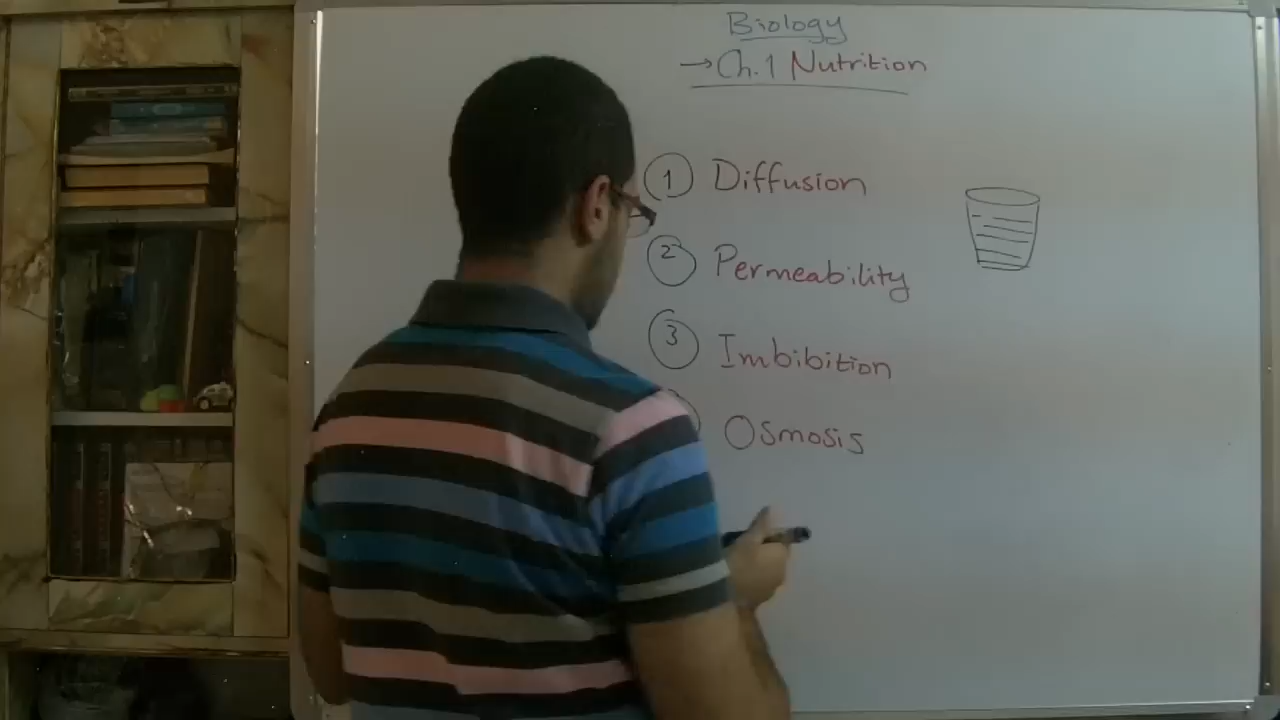 Biology
→ Ch.1 Nutrition
1 Diffusion
2 Permeability
3 Imbibition
Osmosis